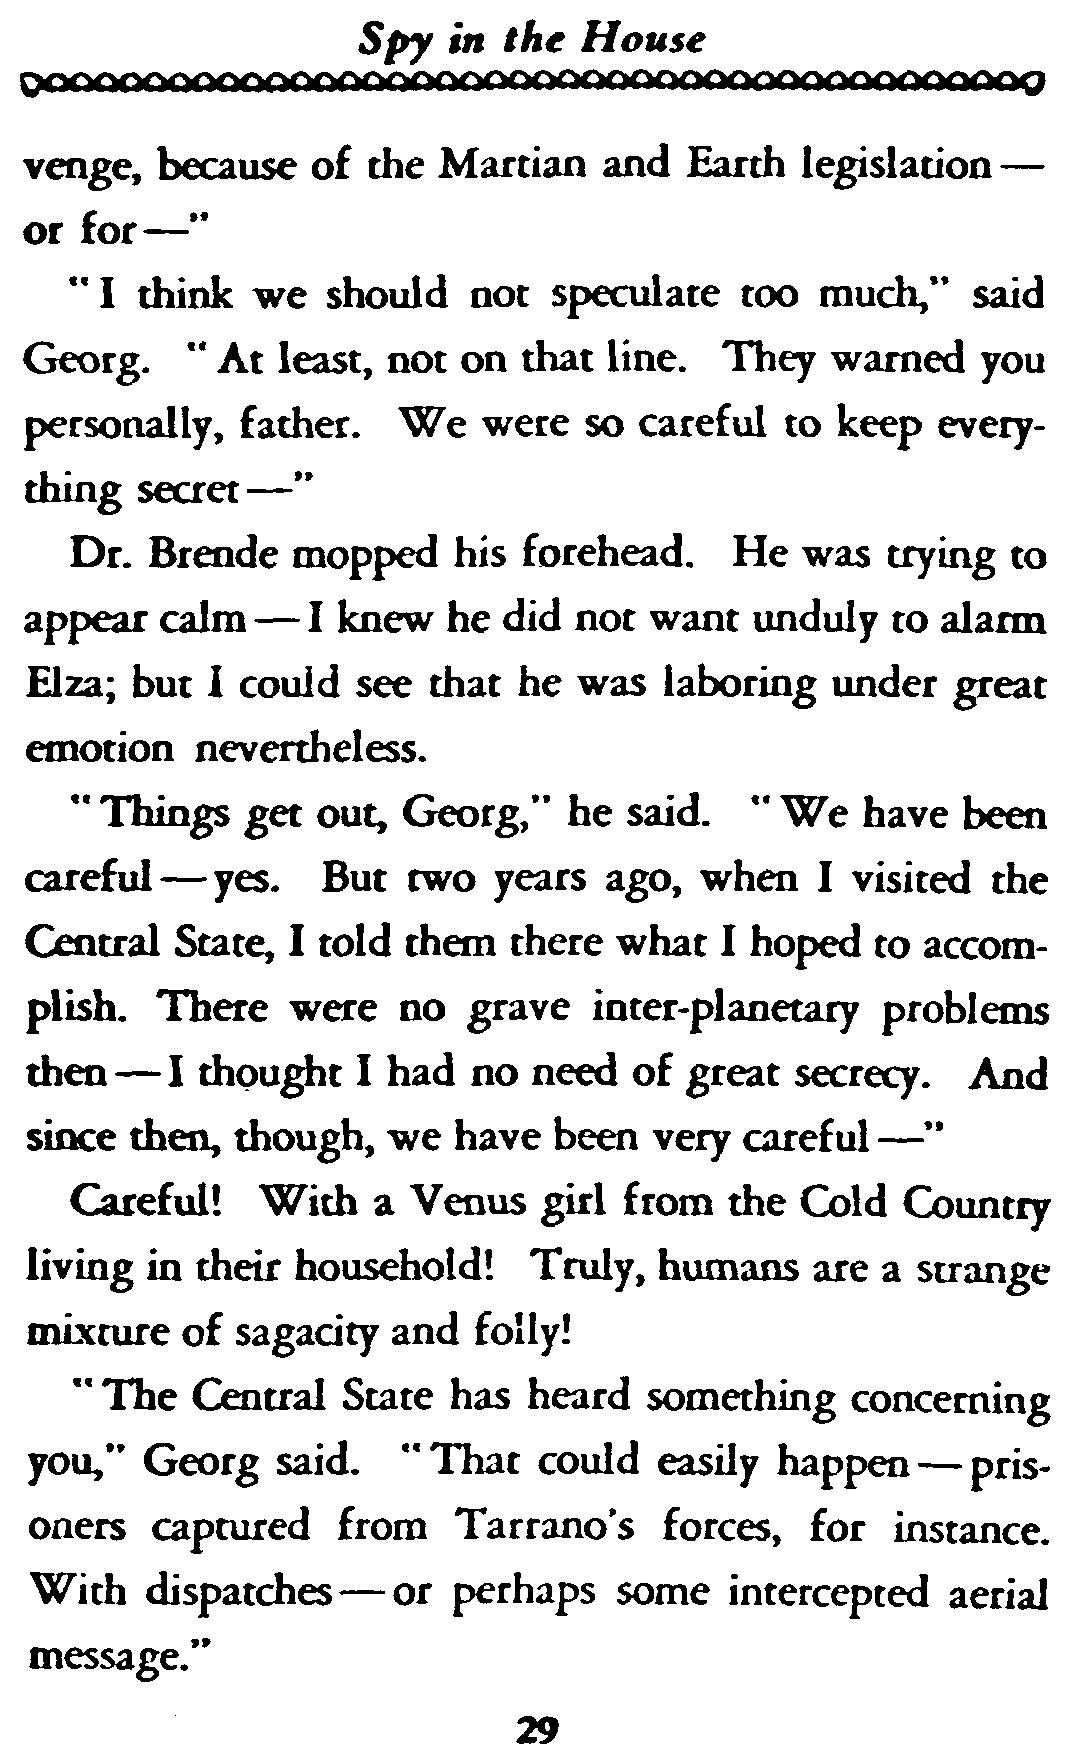 Spy in the House
venge, because of the Martian and Earth legislation—
or for—"
"I think we should not speculate too much," said
Georg. "At least, not on that line. They warned you
personally, father. We were so careful to keep every-
thing secret—"
Dr. Brende mopped his forehead. He was trying to
appear calm—I knew he did not want unduly to alarm
Elza; but I could see that he was laboring under great
emotion nevertheless.
"Things get out, Georg," he said. "We have been
careful—yes. But two years ago, when I visited the
Central State, I told them there what I hoped to accom-
plish. There were no grave inter-planetary problems
then—I thought I had no need of great secrecy. And
since then, though, we have been very careful—"
Careful! With a Venus girl from the Cold Country
living in their household! Truly, humans are a strange
mixture of sagacity and folly!
"The Central State has heard something concerning
you," Georg said. "That could easily happen—pris-
oners captured from Tarrano's forces, for instance.
With dispatches—or perhaps some intercepted aerial
message."
29